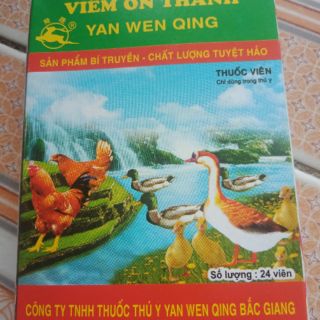 VIÊM ÔN THANH
YAN WEN QING
SẢN PHẨM BÍ TRUYỀN - CHẤT LƯỢNG TUYỆT HẢO
THUỐC VIÊN
Chỉ dùng trong thú y
Số lượng : 24 viên
CÔNG TY TNHH THUỐC THÚ Y YAN WEN QING BẮC GIANG